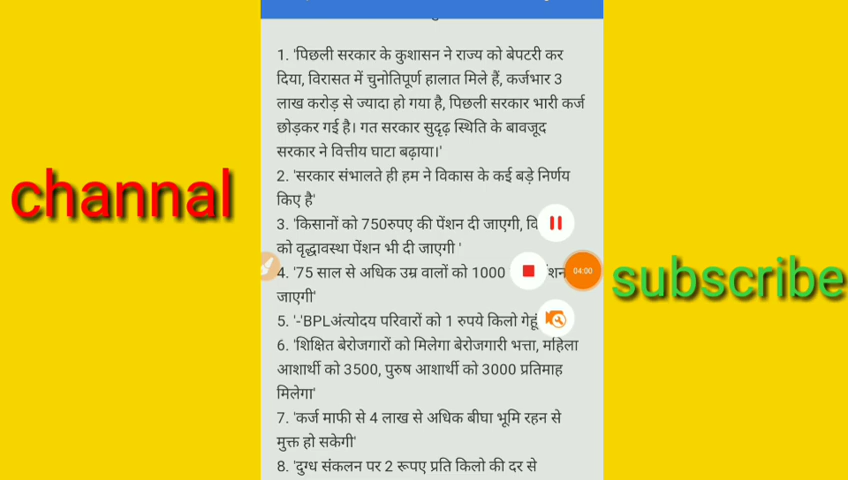 1. 'पिछली सरकार के कुशासन ने राज्य को बेपटरी कर
दिया, विरासत में चुनोतिपूर्ण हालात मिले हैं, कर्जभार 3
लाख करोड़ से ज्यादा हो गया है, पिछली सरकार भारी कर्ज
छोड़कर गई है। गत सरकार सुदृढ़ स्थिति के बावजूद
सरकार ने वित्तीय घाटा बढ़ाया।'
2. 'सरकार संभालते ही हम ने विकास के कई बड़े निर्णय
किए है'
3. 'किसानों को 750रुपए की पेंशन दी जाएगी,
को वृद्धावस्था पेंशन भी दी जाएगी '
4. '75 साल से अधिक उम्र वालों को 1000
04:00
जाएगी'
5. '-'BPLअंत्योदय परिवारों को 1 रुपये किलो गेहूं
6. 'शिक्षित बेरोजगारों को मिलेगा बेरोजगारी भत्ता, महिला
आशार्थी को 3500, पुरुष आशार्थी को 3000 प्रतिमाह
मिलेगा'
7. 'कर्ज माफी से 4 लाख से अधिक बीघा भूमि रहन से
मुक्त हो सकेगी'
8. 'दुग्ध संकलन पर 2 रूपए प्रति किलो की दर से
channal
subscribe